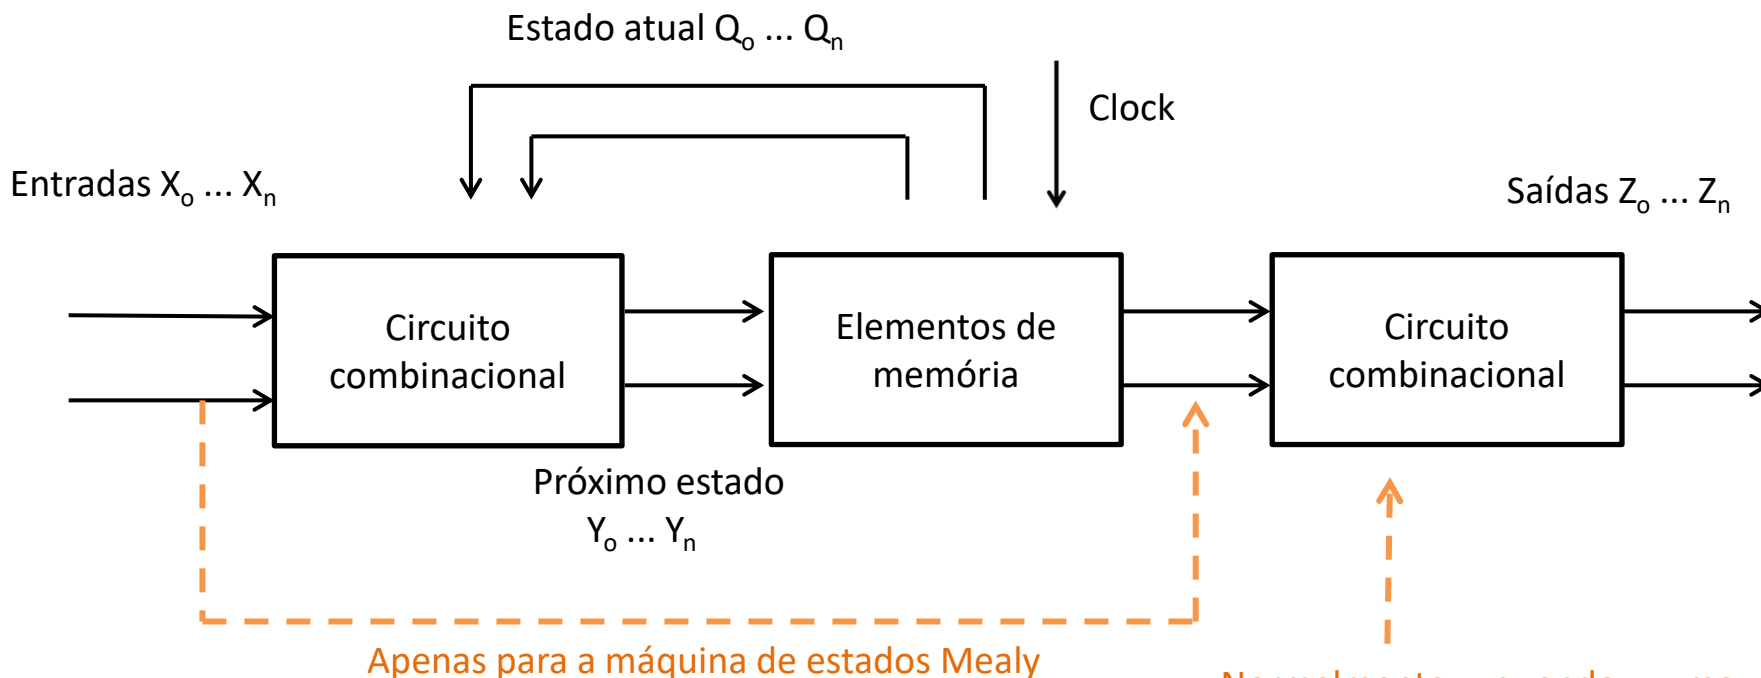 Estado atual Qo ... Qn
Clock
Entradas Xo ... Xn
Saídas Zo ... Zn
Circuito
combinacional
Elementos de
memória
Circuito
combinacional
Próximo estado
Yo ... Yn
Apenas para a máquina de estados Mealy